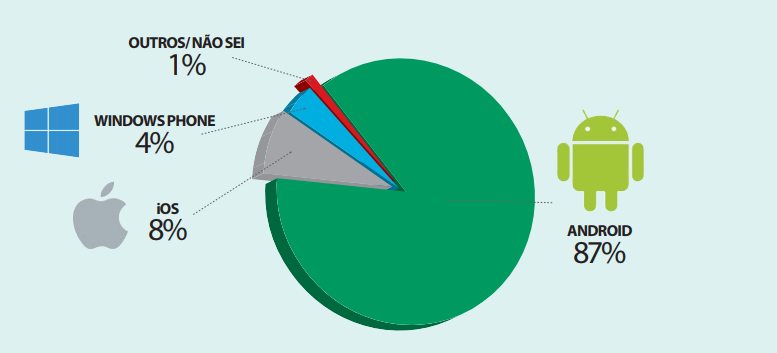 OUTROS/ NÃO SEI
1%
WINDOWS PHONE
4%
iOS
8%
ANDROID
87%